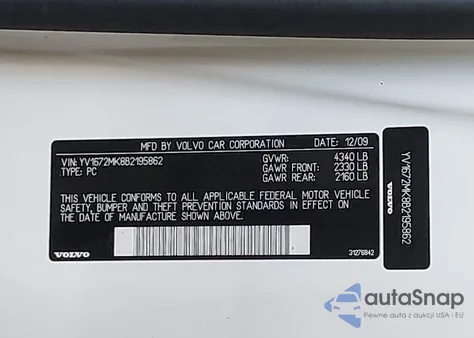 MFD BY VOLVO CAR CORPORATION DATE: 12/09
VIN: YV1672MK8B2195862 GVWR: 4340 LB
TYPE: PC GAWR FRONT: 2330 LB
GAWR REAR: 2160 LB
THIS VEHICLE CONFORMS TO ALL APPLICABLE FEDERAL MOTOR VEHICLE
SAFETY, BUMPER AND THEFT PREVENTION STANDARDS IN EFFECT ON
THE DATE OF MANUFACTURE SHOWN ABOVE.
VOLVO 31276842
YV1672MK8B2195862
VOLVO
autoSnap
Pewne auta z aukcji USA i EU